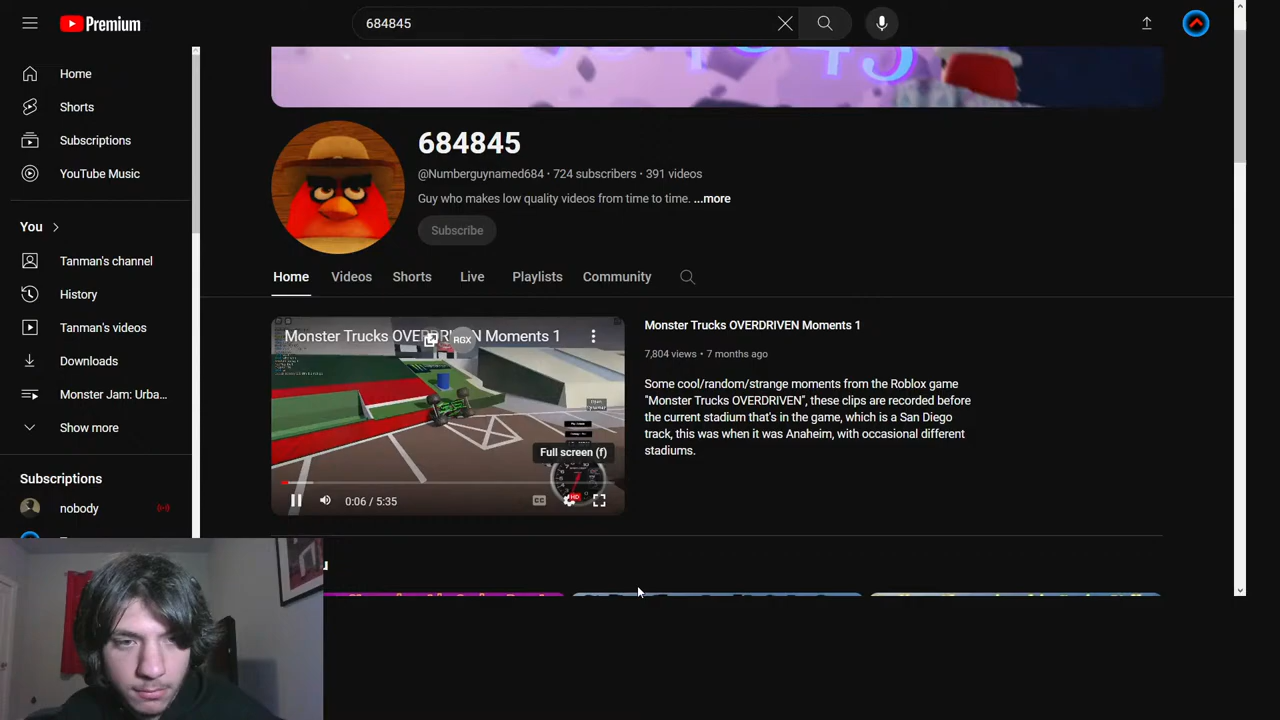 Premium
684845
Home
Shorts
Subscriptions
YouTube Music
You
Tanman's channel
History
Tanman's videos
Downloads
Monster Jam: Urba...
Show more
Subscriptions
nobody
684845
@Numberguynamed684 · 724 subscribers · 391 videos
Guy who makes low quality videos from time to time. ...more
Subscribe
Home
Videos
Shorts
Live
Playlists
Community
Monster Trucks OVERDRIVEN Moments 1
RGX
Full screen (f)
0:06 / 5:35
CC
HD
Monster Trucks OVERDRIVEN Moments 1
7,804 views · 7 months ago
Some cool/random/strange moments from the Roblox game
"Monster Trucks OVERDRIVEN", these clips are recorded before
the current stadium that's in the game, which is a San Diego
track, this was when it was Anaheim, with occasional different
stadiums.